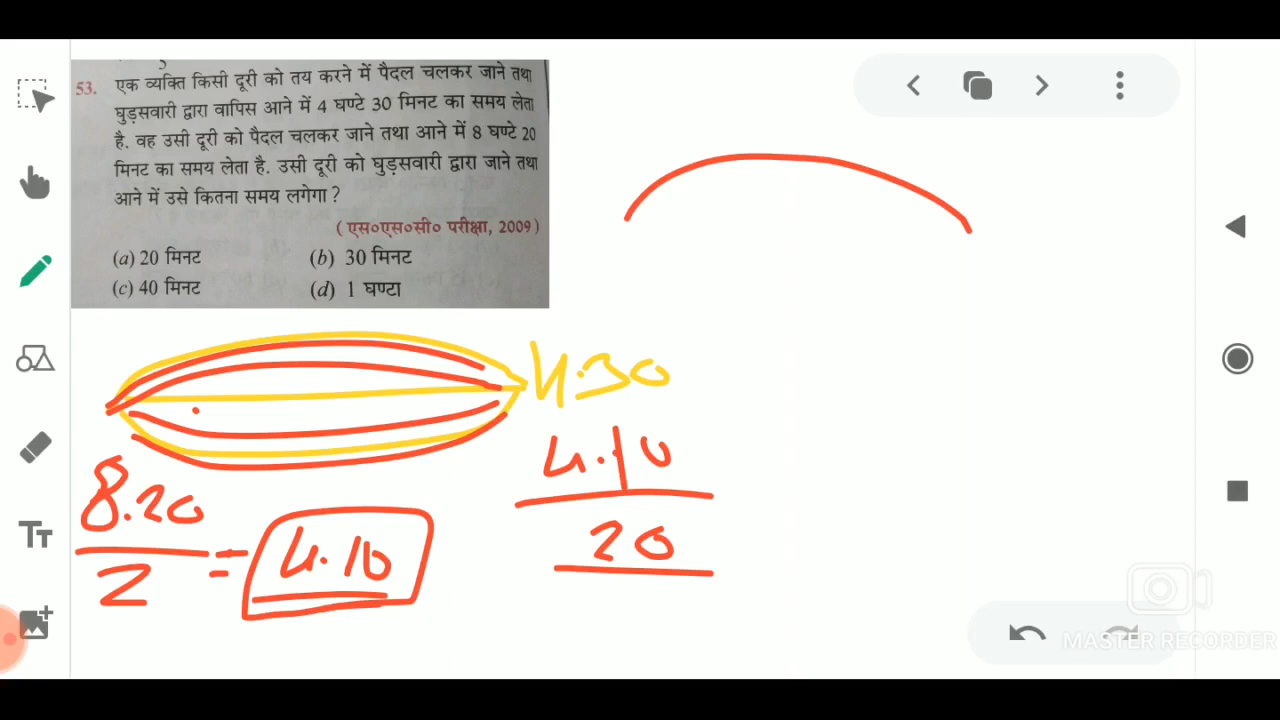 53. एक व्यक्ति किसी दूरी को तय करने में पैदल चलकर जाने तथा
घुड़सवारी द्वारा वापिस आने में 4 घण्टे 30 मिनट का समय लेता
है. वह उसी दूरी को पैदल चलकर जाने तथा आने में 8 घण्टे 20
मिनट का समय लेता है. उसी दूरी को घुड़सवारी द्वारा जाने तथा
आने में उसे कितना समय लगेगा ?
( एस०एस०सी० परीक्षा, 2009 )
(a) 20 मिनट (b) 30 मिनट
(c) 40 मिनट (d) 1 घण्टा
4.30
4.10
20
8.20
2
= 4.10
Tт
MASTER RECORDER